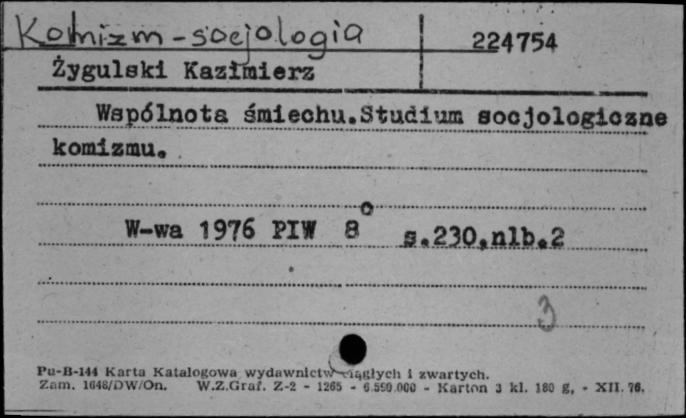 Komizm - socjologia
224754
Żygulski Kazimierz
Wspólnota śmiechu.Studium socjologiczne
komizmu.
W-wa 1976 PIW 8° s.230,nlb.2
3
Pu-B-144 Karta Katalogowa wydawnictw ciągłych i zwartych.
Zam. 1648/DW/On. W.Z.Graf. Z-2 - 1265 - 6.590.000 - Karton 3 kl. 180 g, - XII.76.